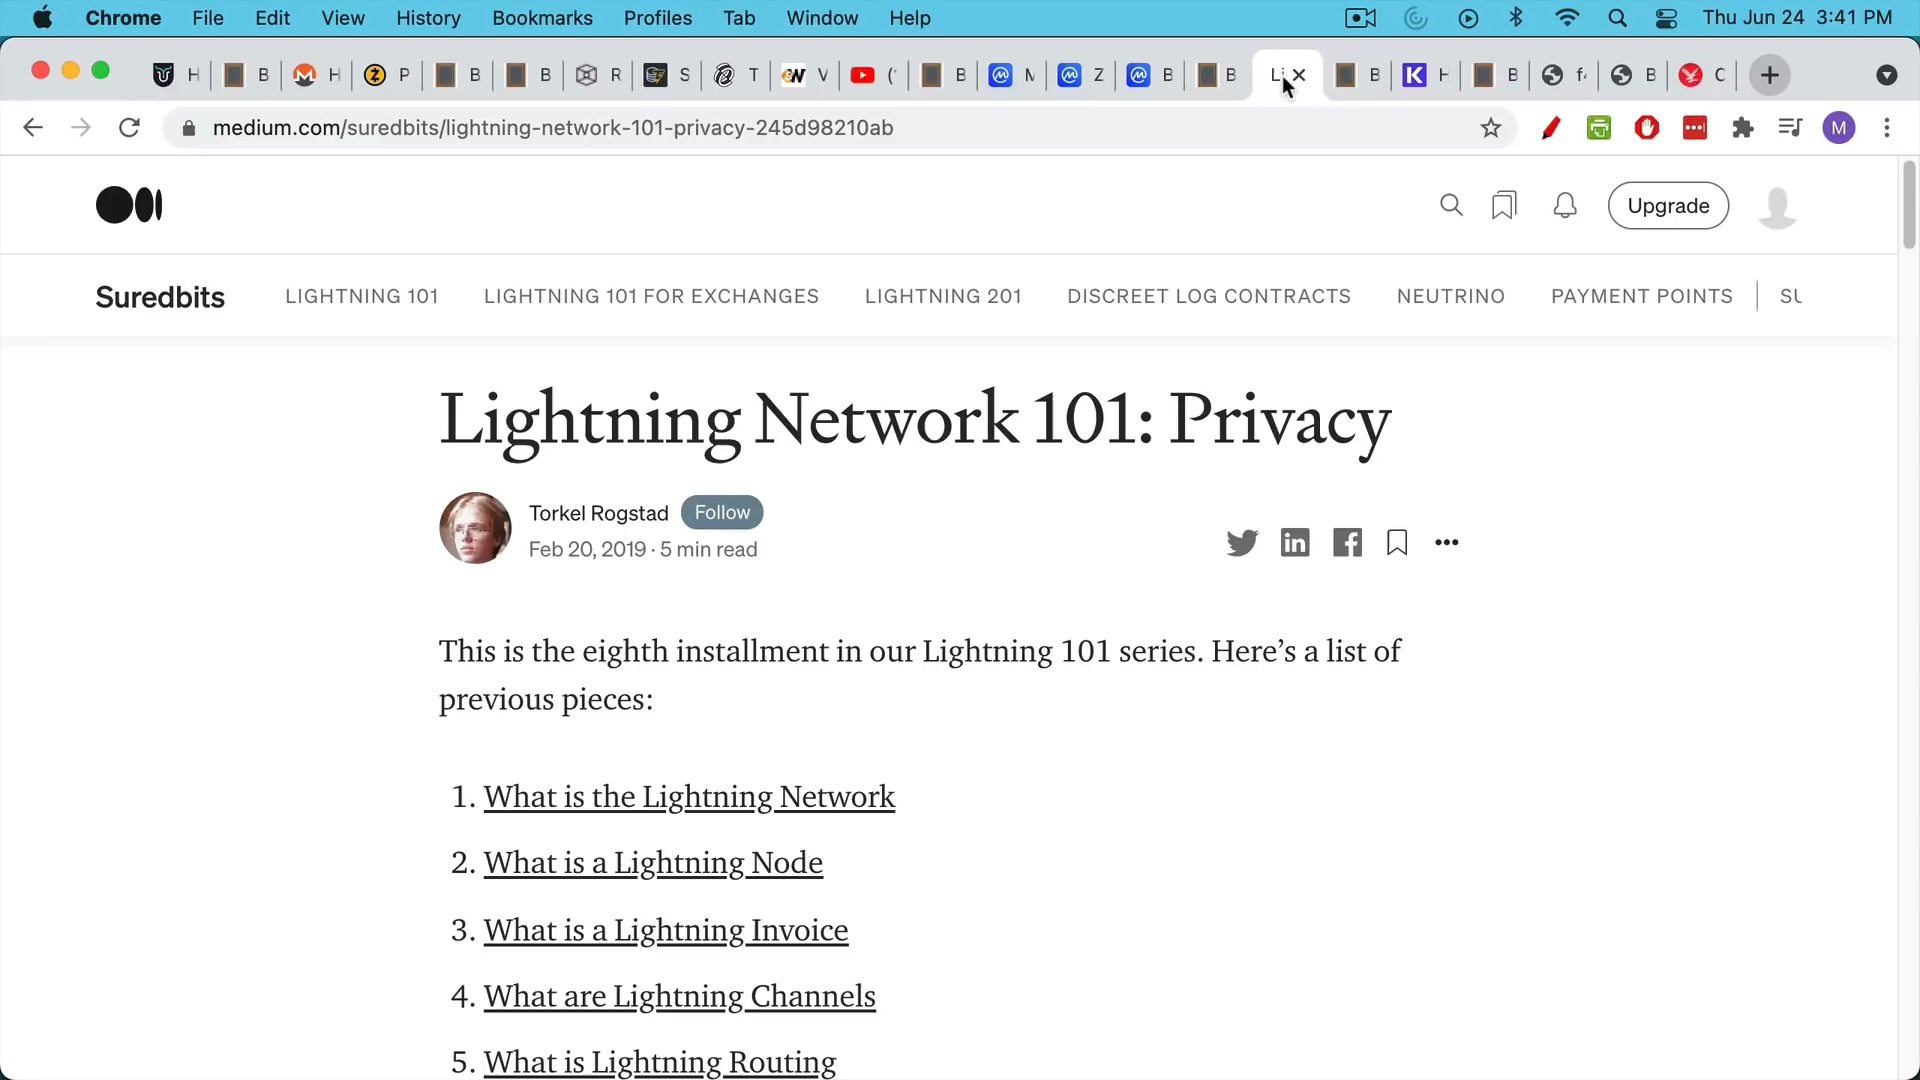 Chrome File Edit View History Bookmarks Profiles Tab Window Help Thu Jun 24 3:41 PM
H B H P B B R S T V ( B M Z B B L B K H B f4 B C
medium.com/suredbits/lightning-network-101-privacy-245d98210ab M
Upgrade
Suredbits LIGHTNING 101 LIGHTNING 101 FOR EXCHANGES LIGHTNING 201 DISCREET LOG CONTRACTS NEUTRINO PAYMENT POINTS SU
Lightning Network 101: Privacy
Torkel Rogstad Follow
Feb 20, 2019 · 5 min read
This is the eighth installment in our Lightning 101 series. Here’s a list of
previous pieces:
1. What is the Lightning Network
2. What is a Lightning Node
3. What is a Lightning Invoice
4. What are Lightning Channels
5. What is Lightning Routing